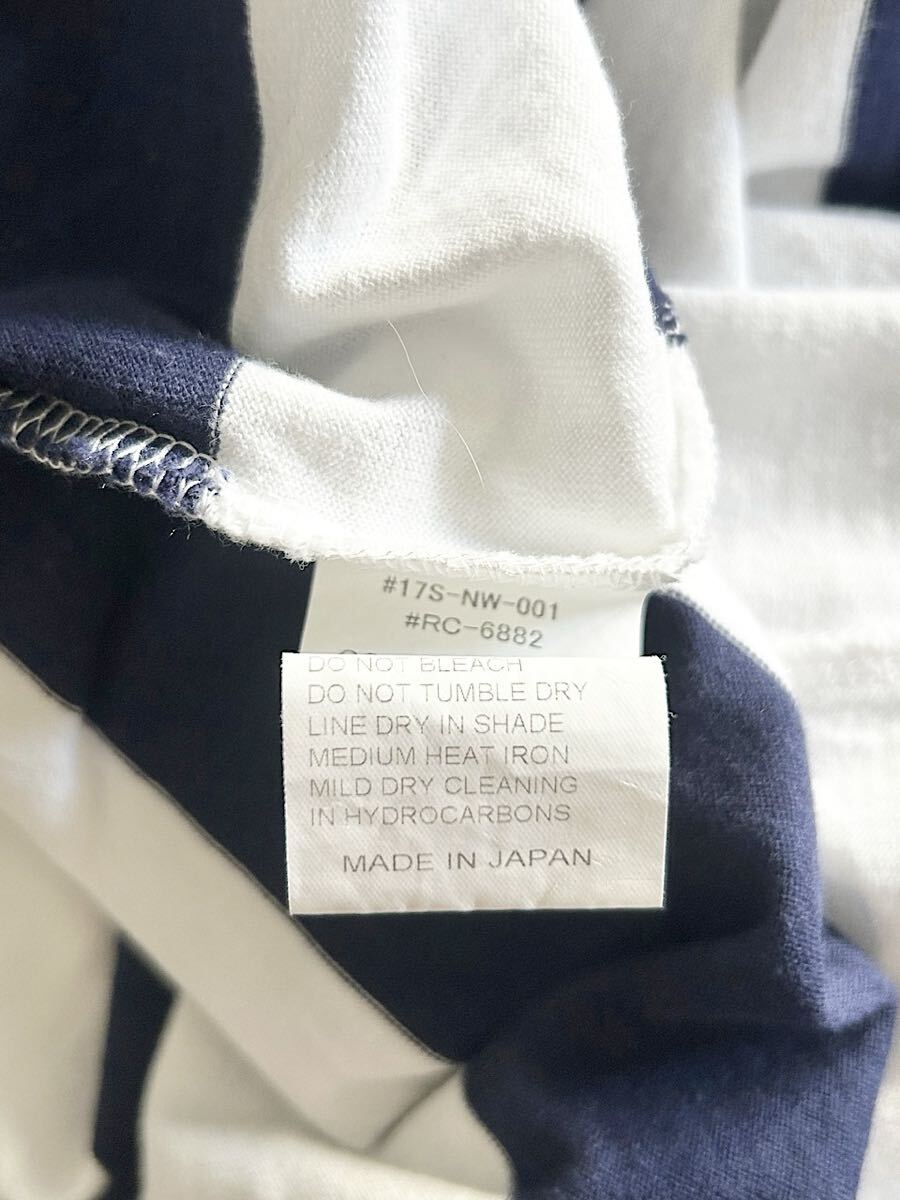 #17S-NW-001
#RC-6882
DO NOT BLEACH
DO NOT TUMBLE DRY
LINE DRY IN SHADE
MEDIUM HEAT IRON
MILD DRY CLEANING
IN HYDROCARBONS
MADE IN JAPAN